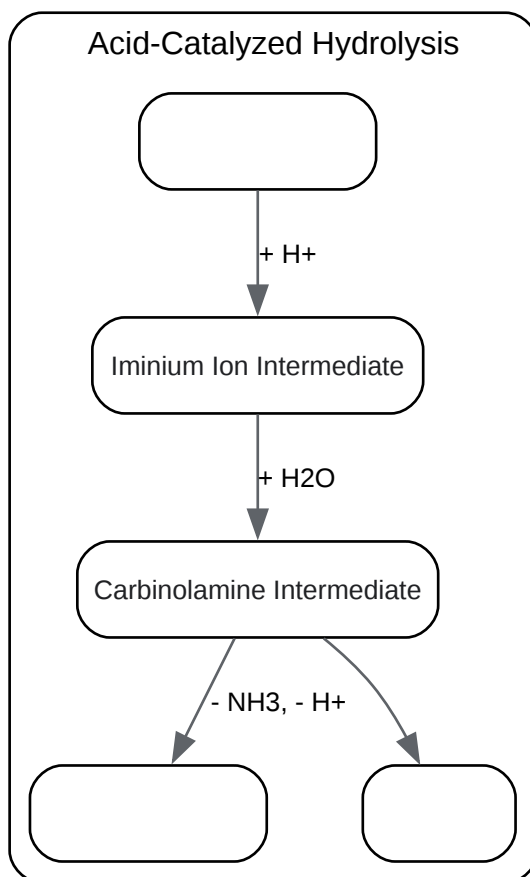 Acid-Catalyzed Hydrolysis
+ H+
Iminium Ion Intermediate
+ H2O
Carbinolamine Intermediate
- NH3, - H+